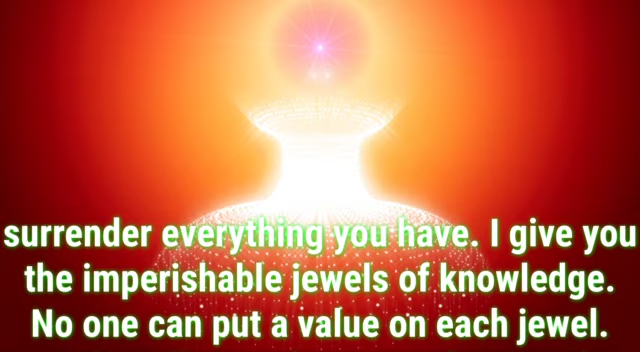 surrender everything you have. I give you
the imperishable jewels of knowledge.
No one can put a value on each jewel.